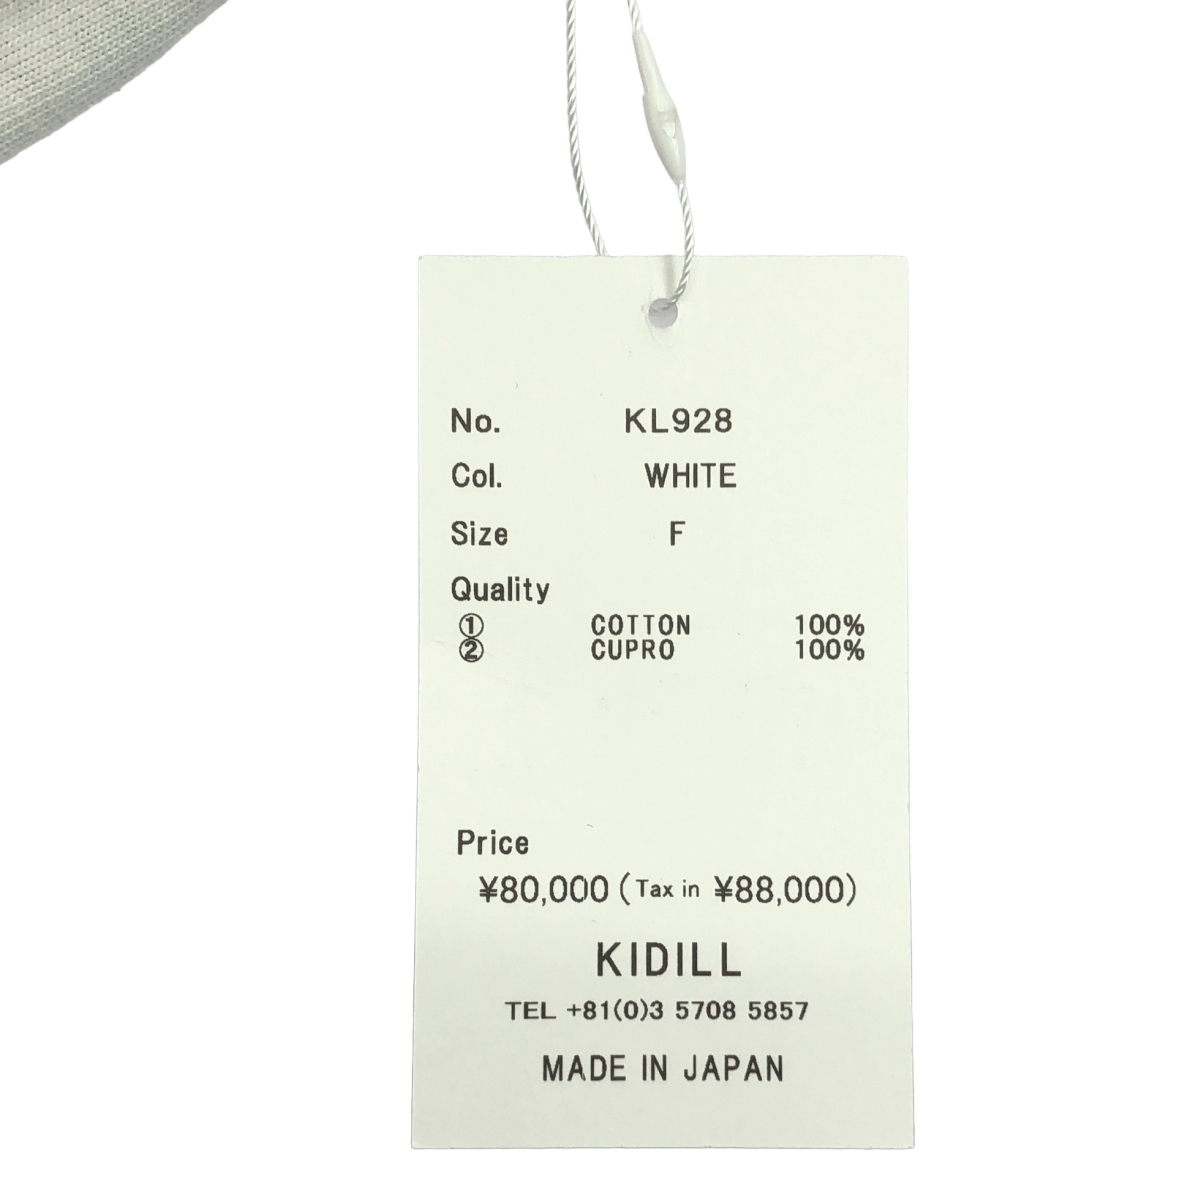 No. KL928
Col. WHITE
Size F
Quality
① COTTON 100%
② CUPRO 100%
Price
¥80,000 (Tax in ¥88,000)
KIDILL
TEL +81(0)3 5708 5857
MADE IN JAPAN